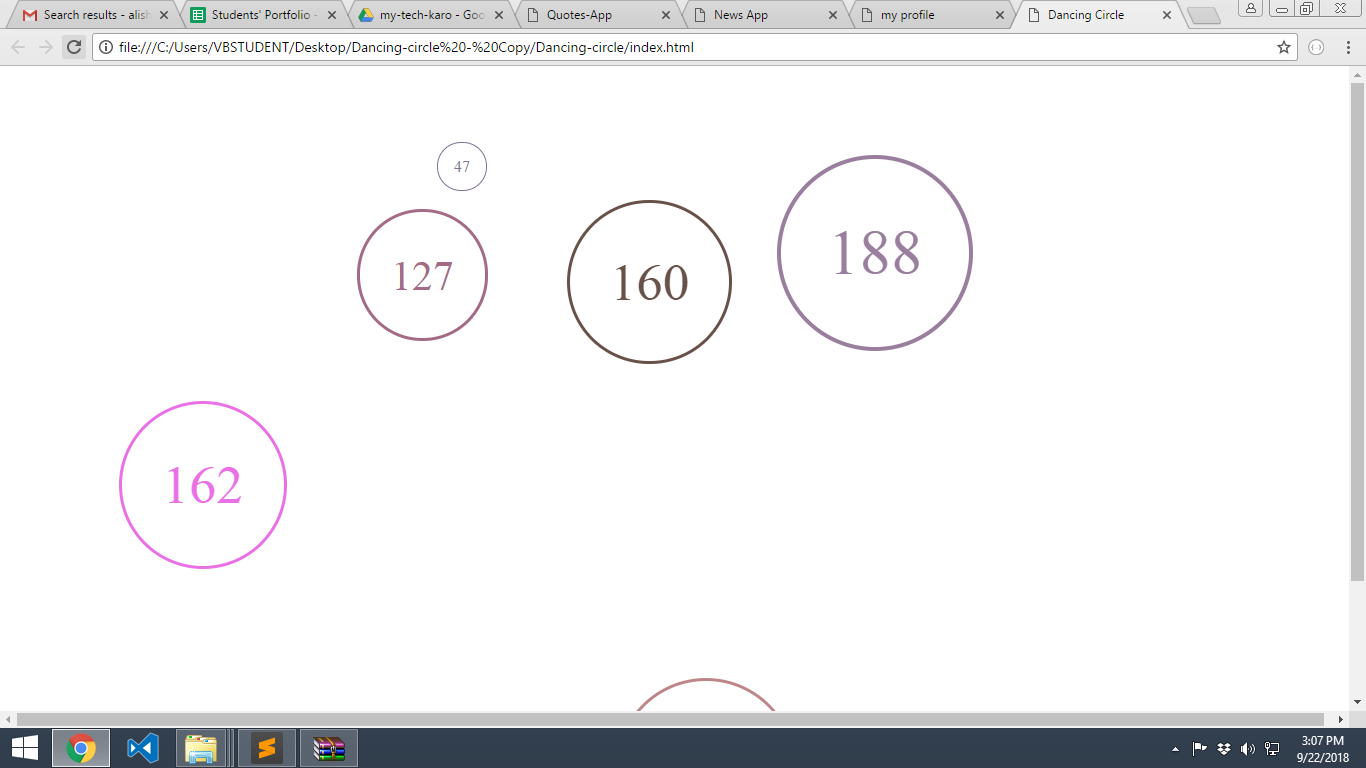 Search results - alish
Students' Portfolio -
my-tech-karo - Goo
Quotes-App
News App
my profile
Dancing Circle
file:///C:/Users/VBSTUDENT/Desktop/Dancing-circle%20-%20Copy/Dancing-circle/index.html
47
127
160
188
162
3:07 PM
9/22/2018